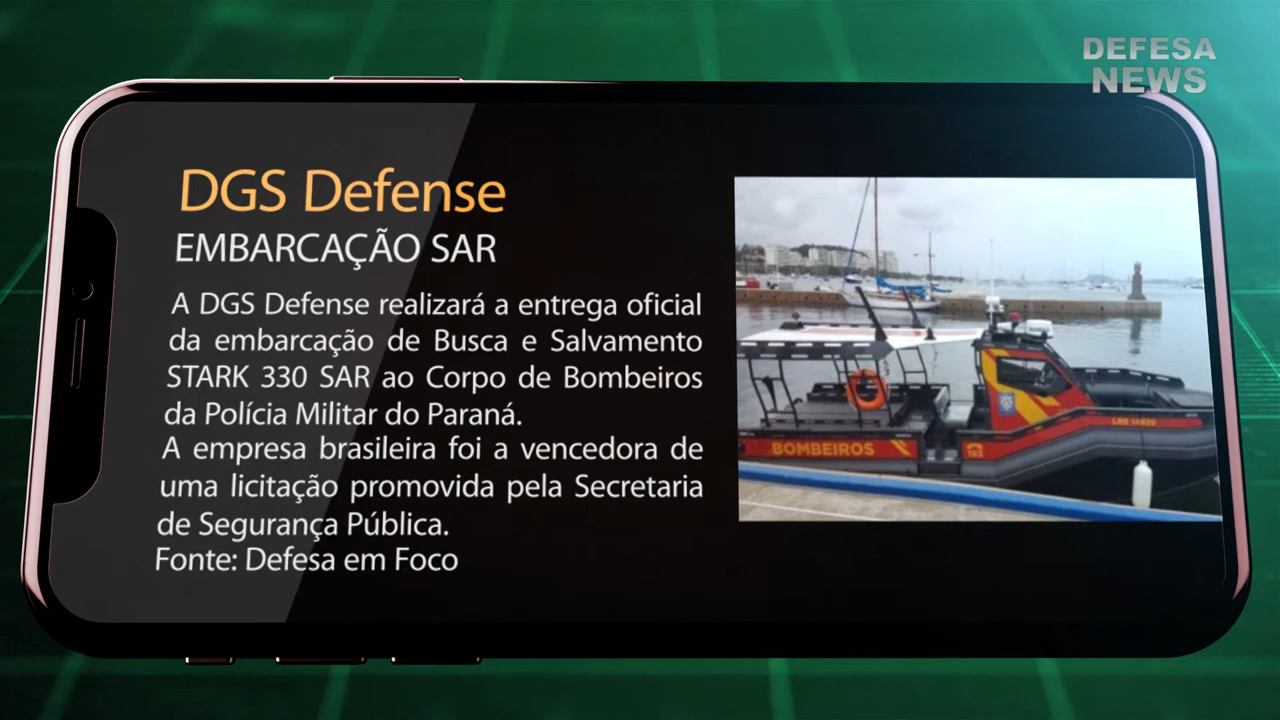 DEFESA
NEWS
DGS Defense
EMBARCAÇÃO SAR
A DGS Defense realizará a entrega oficial
da embarcação de Busca e Salvamento
STARK 330 SAR ao Corpo de Bombeiros
da Polícia Militar do Paraná.
A empresa brasileira foi a vencedora de
uma licitação promovida pela Secretaria
de Segurança Pública.
Fonte: Defesa em Foco
BOMBEIROS
193